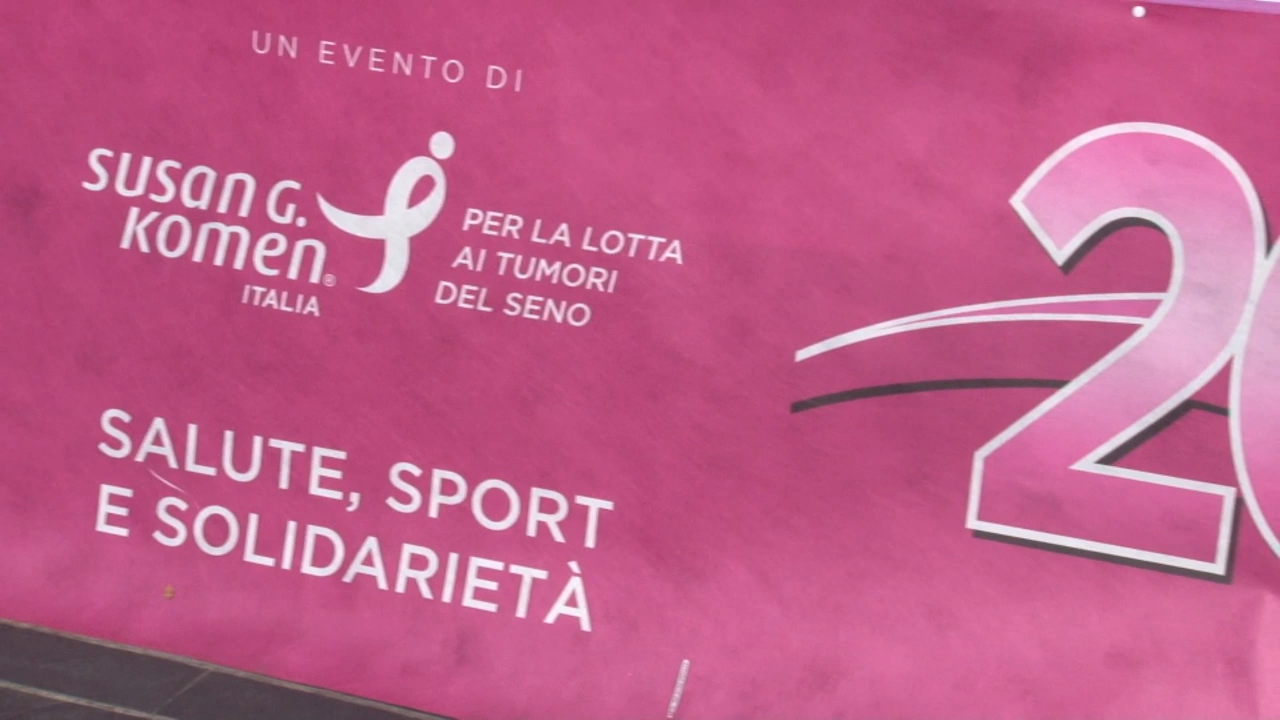 UN EVENTO DI
susan G.
Komen®
ITALIA
PER LA LOTTA
AI TUMORI
DEL SENO
SALUTE, SPORT
E SOLIDARIETÀ
2